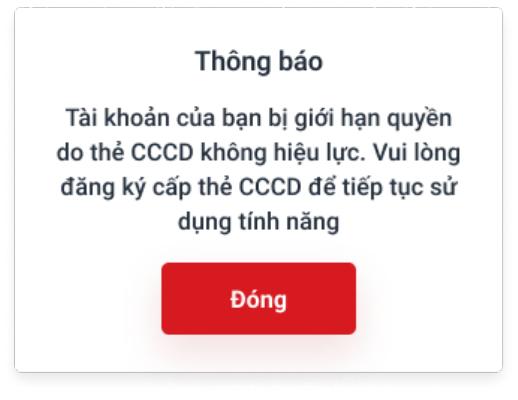 Thông báo
Tài khoản của bạn bị giới hạn quyền
do thẻ CCCD không hiệu lực. Vui lòng
đăng ký cấp thẻ CCCD để tiếp tục sử
dụng tính năng
Đóng